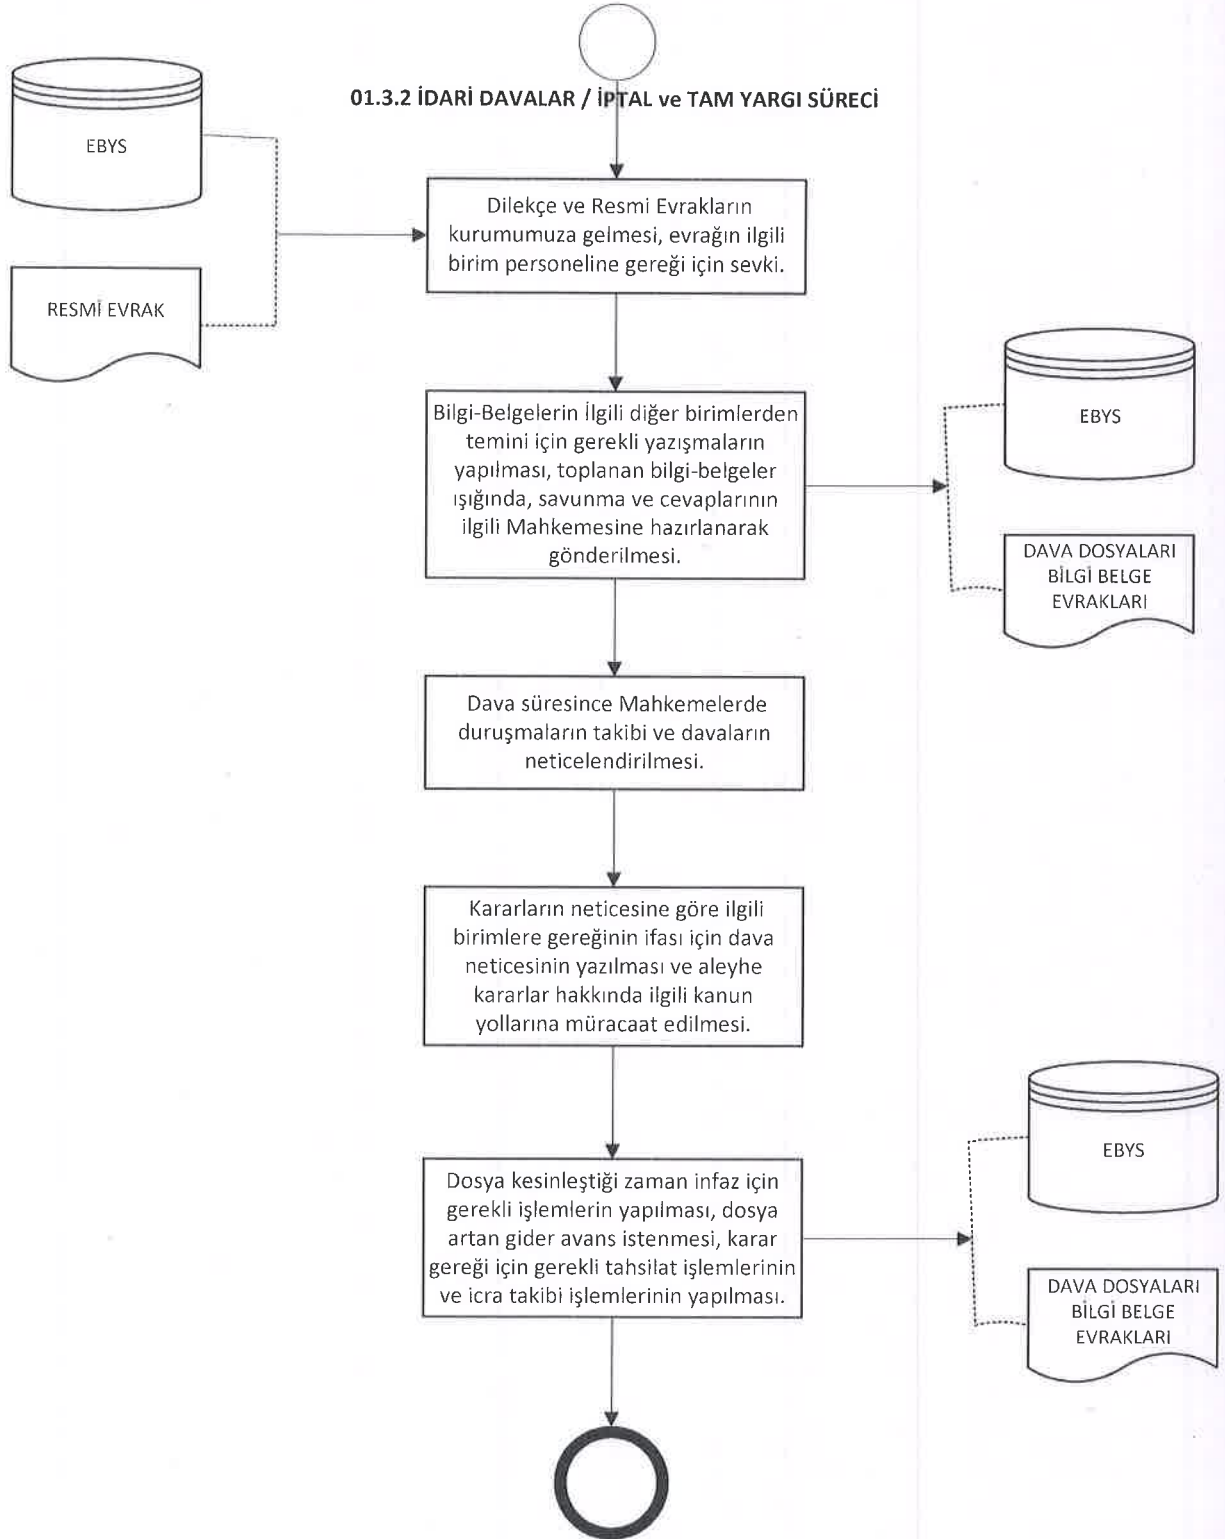 01.3.2 İDARİ DAVALAR / İPTAL ve TAM YARGI SÜRECİ
EBYS
RESMİ EVRAK
Dilekçe ve Resmi Evrakların
kurumumuza gelmesi, evrağın ilgili
birim personeline gereği için sevki.
Bilgi-Belgelerin İlgili diğer birimlerden
temini için gerekli yazışmaların
yapılması, toplanan bilgi-belgeler
ışığında, savunma ve cevaplarının
ilgili Mahkemesine hazırlanarak
gönderilmesi.
EBYS
DAVA DOSYALARI
BİLGİ BELGE
EVRAKLARI
Dava süresince Mahkemelerde
duruşmaların takibi ve davaların
neticelendirilmesi.
Kararların neticesine göre ilgili
birimlere gereğinin ifası için dava
neticesinin yazılması ve aleyhe
kararlar hakkında ilgili kanun
yollarına müracaat edilmesi.
Dosya kesinleştiği zaman infaz için
gerekli işlemlerin yapılması, dosya
artan gider avans istenmesi, karar
gereği için gerekli tahsilat işlemlerinin
ve icra takibi işlemlerinin yapılması.
EBYS
DAVA DOSYALARI
BİLGİ BELGE
EVRAKLARI